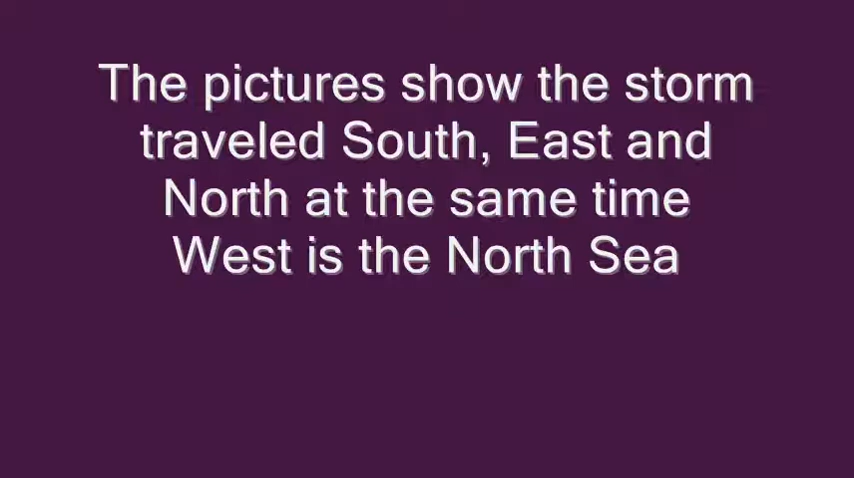 The pictures show the storm
traveled South, East and
North at the same time
West is the North Sea